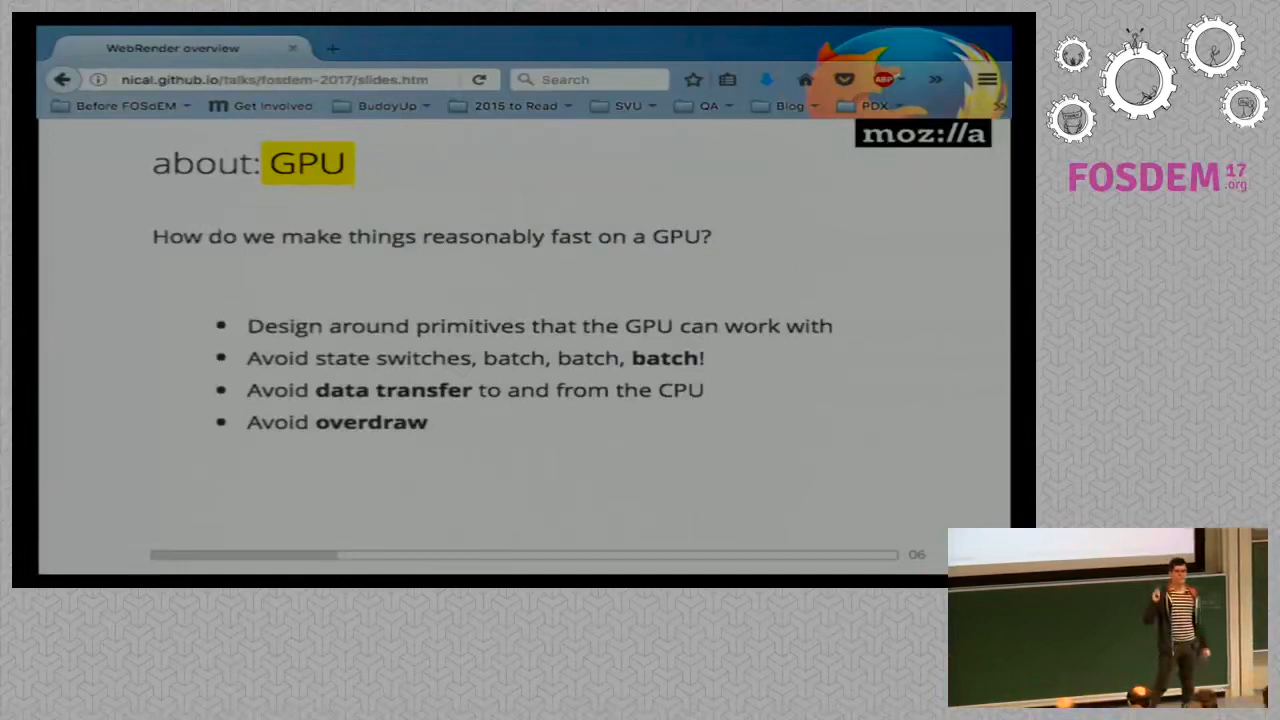 WebRender overview
nical.github.io/talks/fosdem-2017/slides.htm
Search
ABP
Before FOSdEM
Get Involved
BuddyUp
2015 to Read
SVU
QA
Blog
PDX
moz://a
about: GPU
How do we make things reasonably fast on a GPU?
• Design around primitives that the GPU can work with
• Avoid state switches, batch, batch, batch!
• Avoid data transfer to and from the CPU
• Avoid overdraw
06
FOSDEM 17
.org